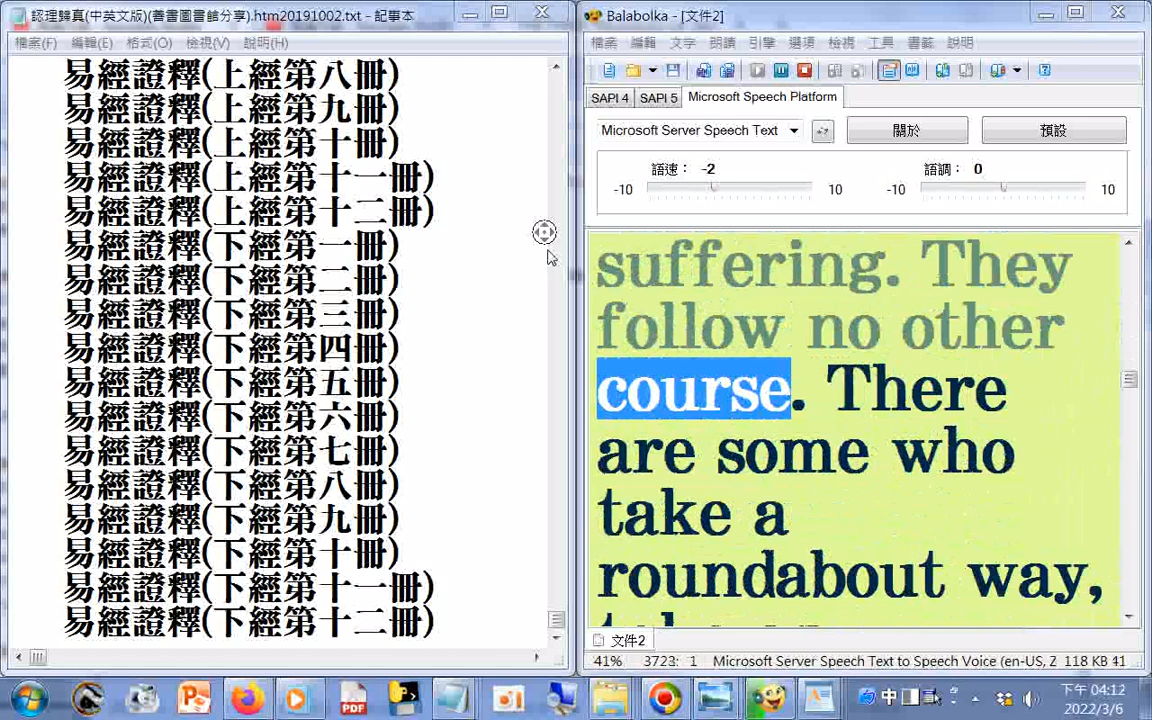 認理歸真(中英文版)(善書圖書館分享).htm20191002.txt - 記事本
檔案(F) 編輯(E) 格式(O) 檢視(V) 說明(H)
易經證釋(上經第八冊)
易經證釋(上經第九冊)
易經證釋(上經第十冊)
易經證釋(上經第十一冊)
易經證釋(上經第十二冊)
易經證釋(下經第一冊)
易經證釋(下經第二冊)
易經證釋(下經第三冊)
易經證釋(下經第四冊)
易經證釋(下經第五冊)
易經證釋(下經第六冊)
易經證釋(下經第七冊)
易經證釋(下經第八冊)
易經證釋(下經第九冊)
易經證釋(下經第十冊)
易經證釋(下經第十一冊)
易經證釋(下經第十二冊)
Balabolka - [文件2]
檔案 編輯 文字 朗讀 引擎 選項 檢視 工具 書籤 說明
SAPI 4 SAPI 5 Microsoft Speech Platform
Microsoft Server Speech Text 關於 預設
語速： -2 語調： 0
-10 10 -10 10
suffering. They
follow no other
course. There
are some who
take a
roundabout way,
文件2
41% 3723: 1 Microsoft Server Speech Text to Speech Voice (en-US, Z 118 KB 41
PDF 中 下午 04:12
2022/3/6